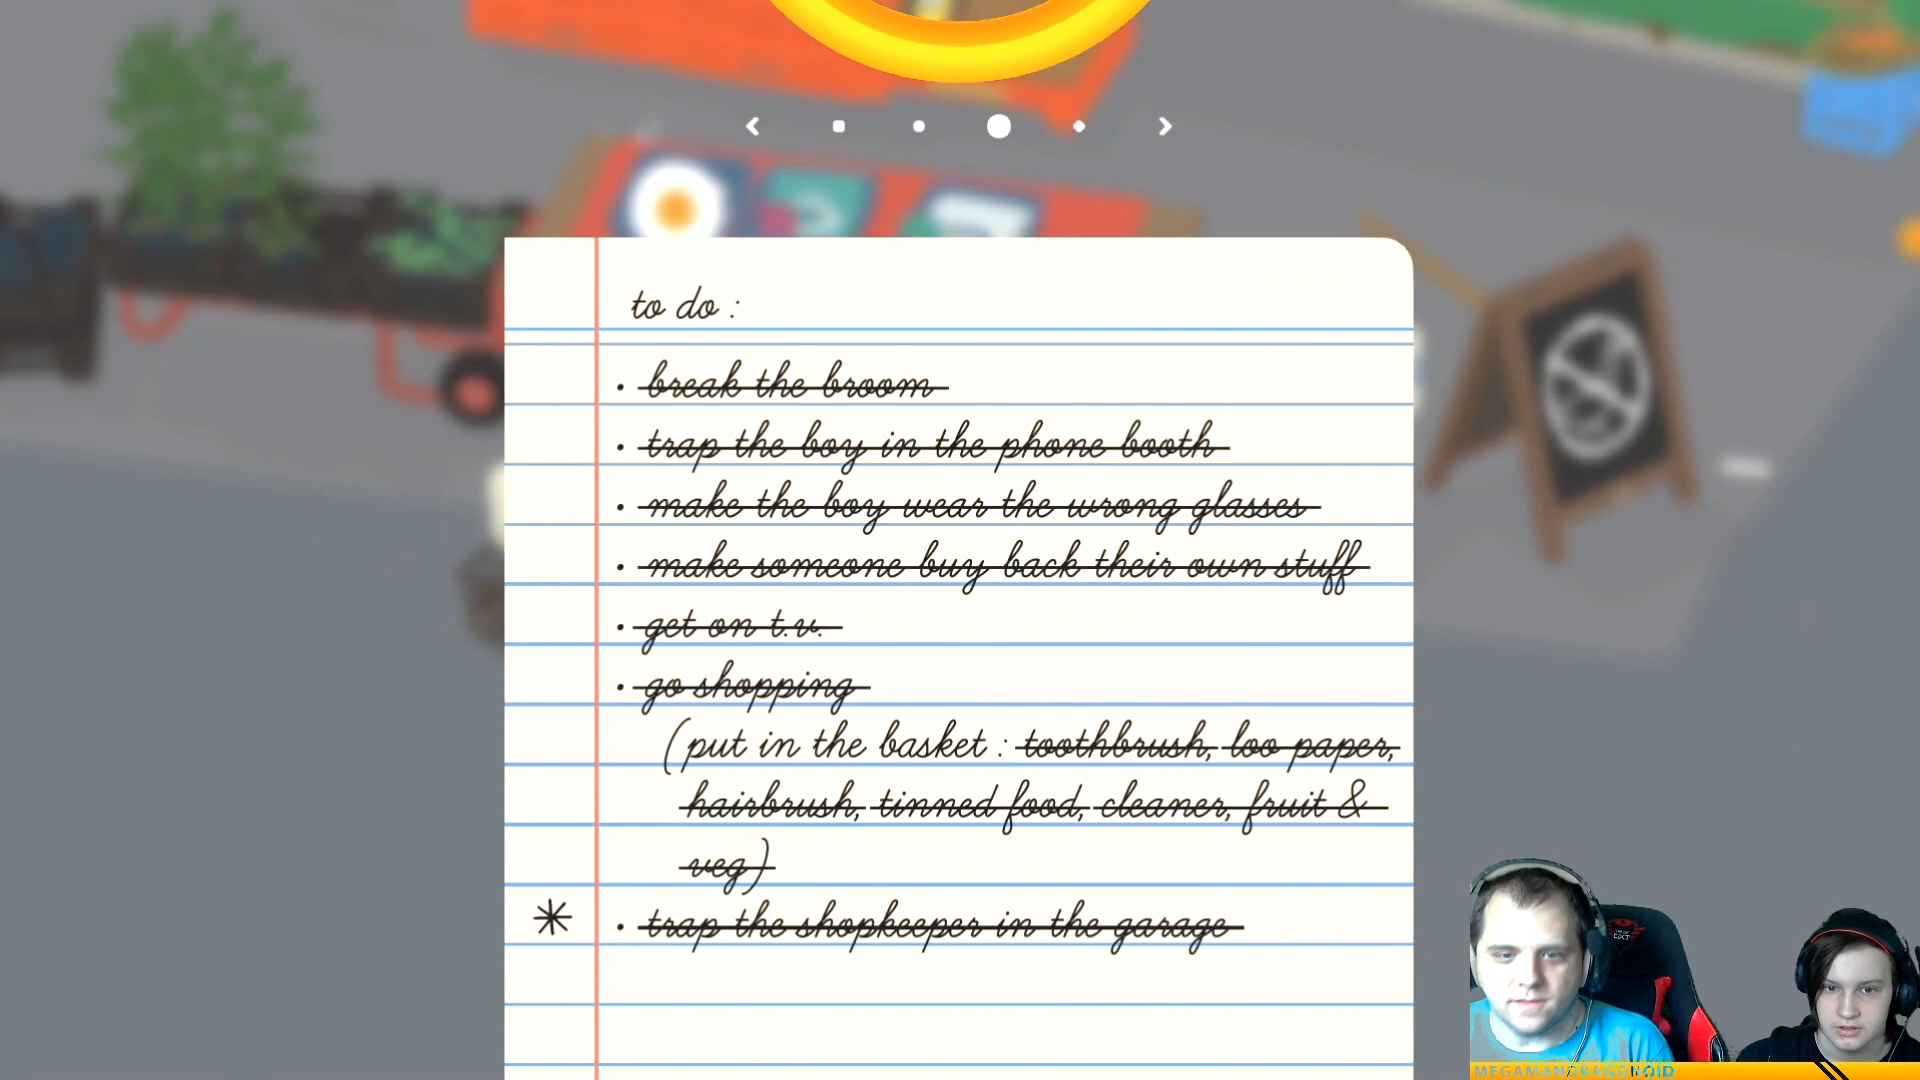 to do :
• break the broom
• trap the boy in the phone booth
• make the boy wear the wrong glasses
• make someone buy back their own stuff
• get on t.v.
• go shopping
(put in the basket : toothbrush, loo paper,
hairbrush, tinned food, cleaner, fruit &
veg)
* • trap the shopkeeper in the garage
MEGAMANDRAGONOID